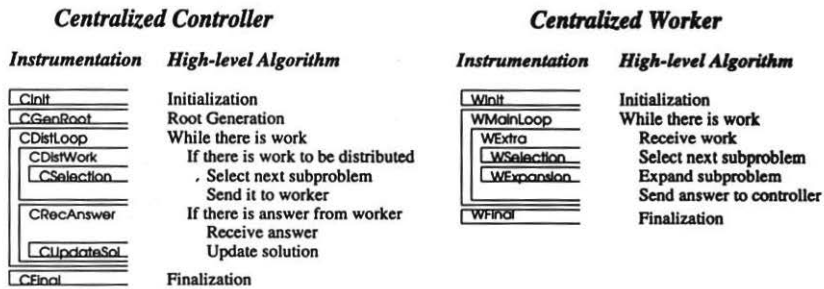 Centralized Controller
Instrumentation High-level Algorithm
CInit Initialization
CGenRoot Root Generation
CDistLoop While there is work
CDistWork If there is work to be distributed
CSelection Select next subproblem
Send it to worker
CRecAnswer If there is answer from worker
Receive answer
CUpdateSol Update solution
CFinal Finalization
Centralized Worker
Instrumentation High-level Algorithm
WInit Initialization
WMainLoop While there is work
WExtra Receive work
WSelection Select next subproblem
WExpansion Expand subproblem
Send answer to controller
WFinal Finalization